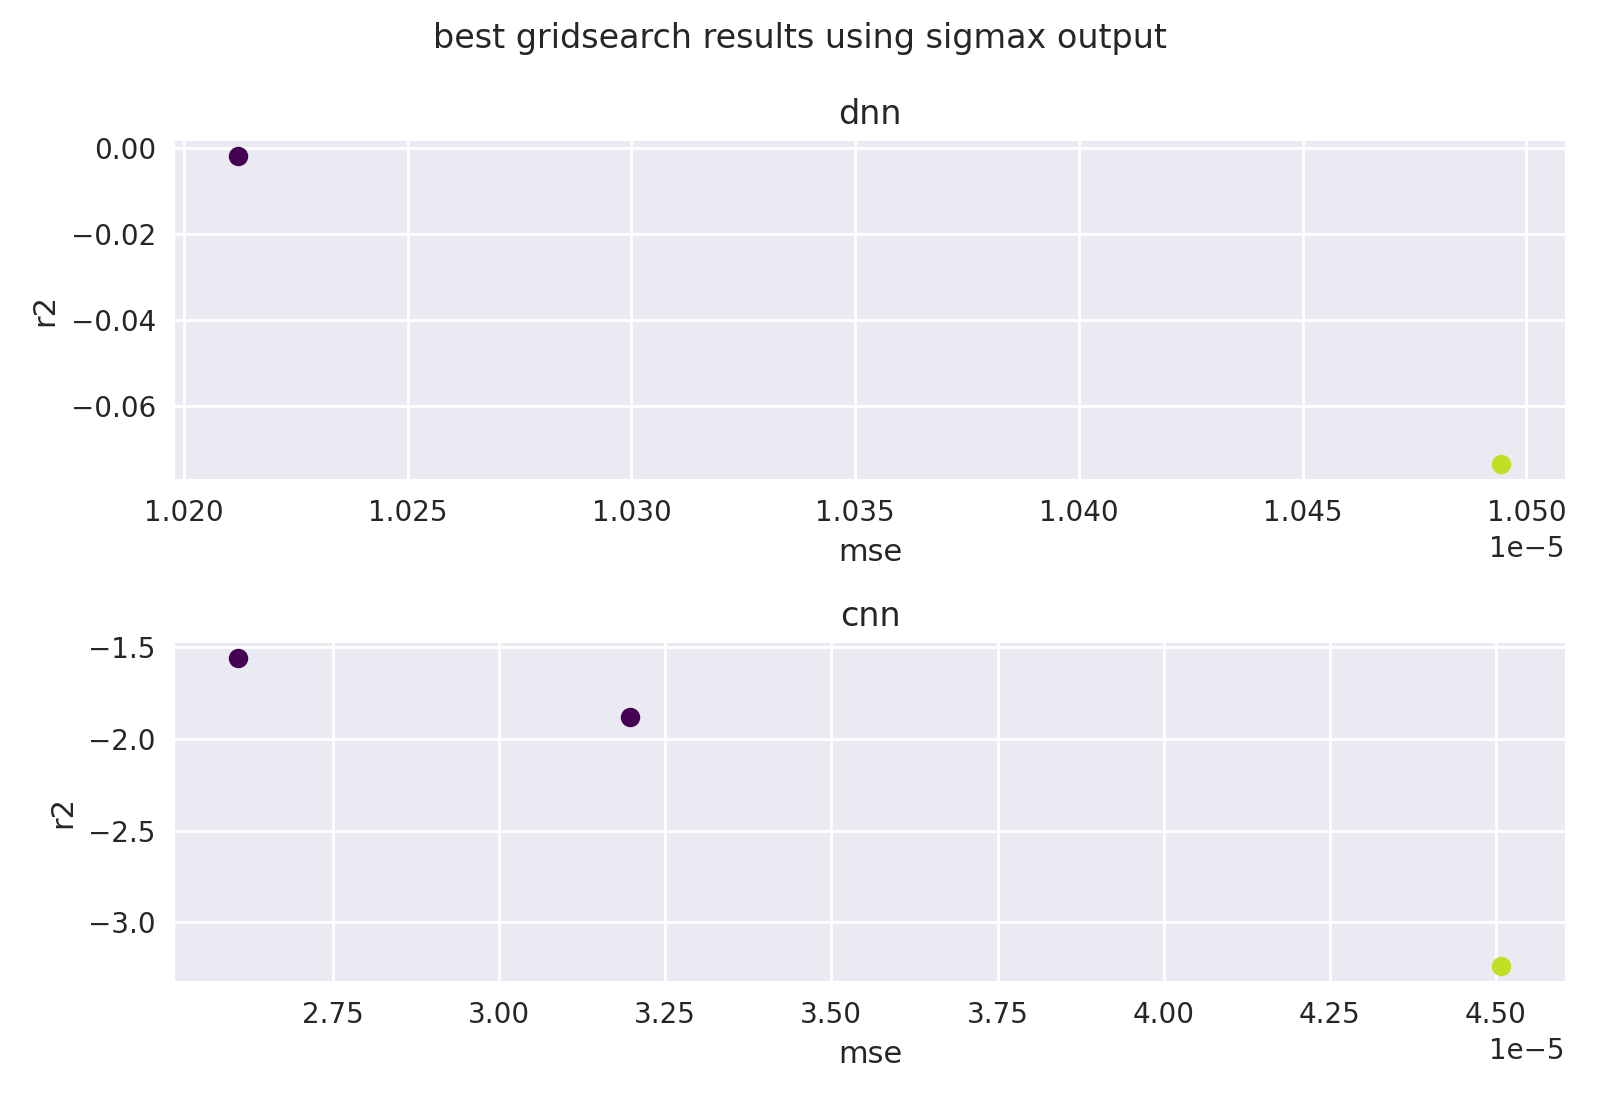 best gridsearch results using sigmax output
dnn
0.00
−0.02
−0.04
−0.06
r2
1.020 1.025 1.030 1.035 1.040 1.045 1.050
1e−5
mse
cnn
−1.5
−2.0
−2.5
−3.0
r2
2.75 3.00 3.25 3.50 3.75 4.00 4.25 4.50
1e−5
mse